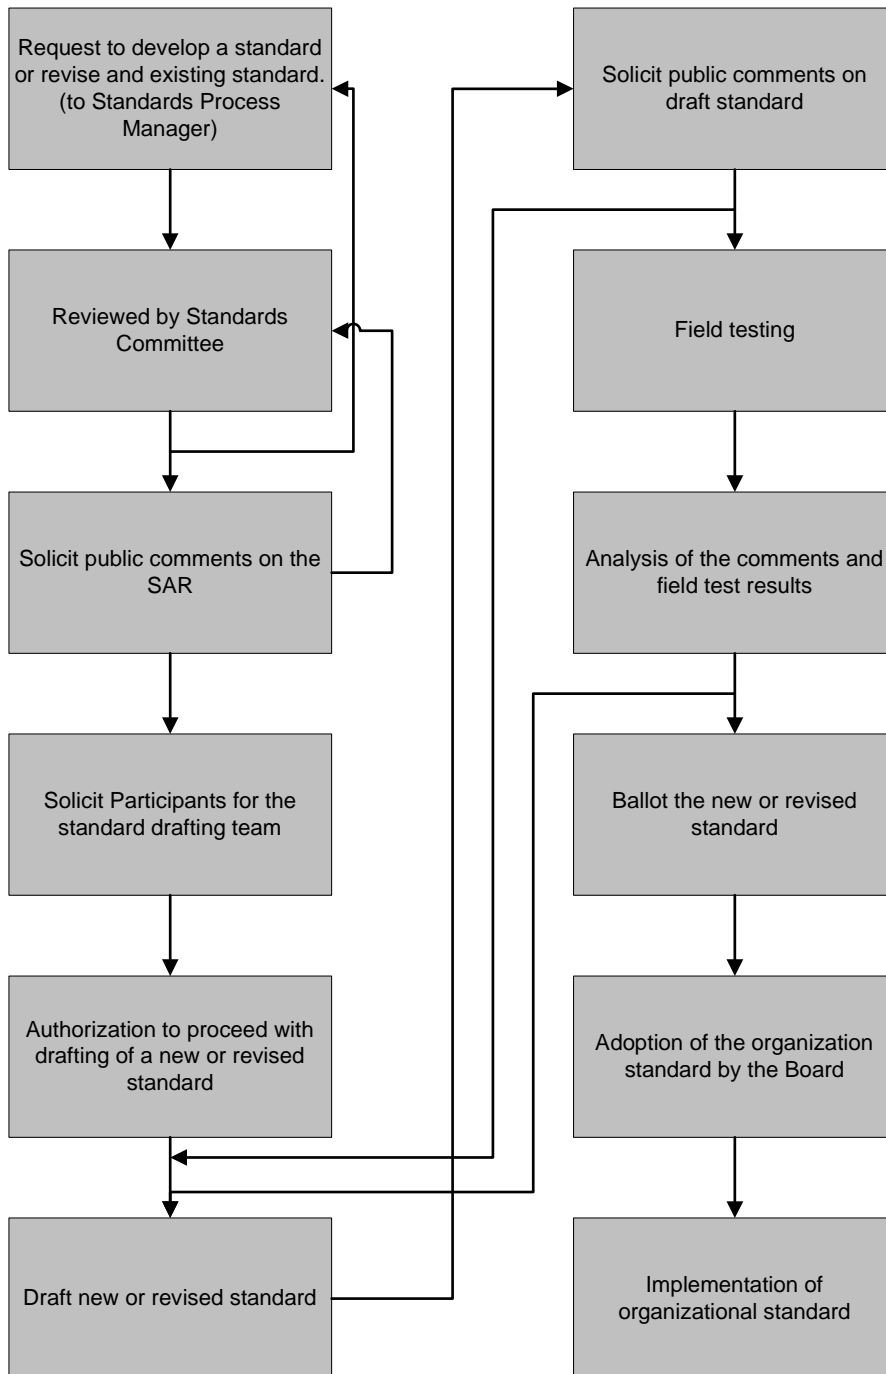 Request to develop a standard
or revise and existing standard.
(to Standards Process
Manager)
Reviewed by Standards
Committee
Solicit public comments on the
SAR
Solicit Participants for the
standard drafting team
Authorization to proceed with
drafting of a new or revised
standard
Draft new or revised standard
Solicit public comments on
draft standard
Field testing
Analysis of the comments and
field test results
Ballot the new or revised
standard
Adoption of the organization
standard by the Board
Implementation of
organizational standard